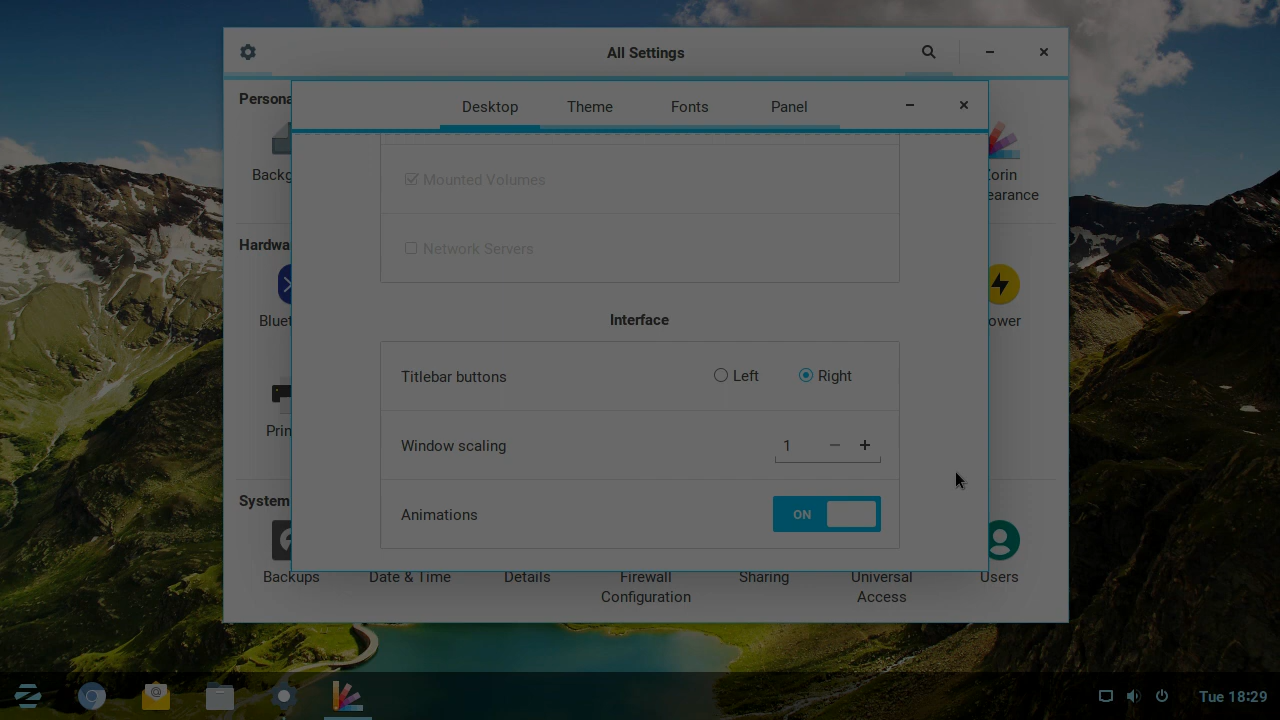 All Settings
Desktop Theme Fonts Panel
Persona
Backg
Zorin
earance
Mounted Volumes
Network Servers
Hardwa
Bluet
ower
Interface
Titlebar buttons Left Right
Prin
Window scaling 1 − +
System
Animations ON
Backups Date & Time Details Firewall Configuration Sharing Universal Access Users
Tue 18:29